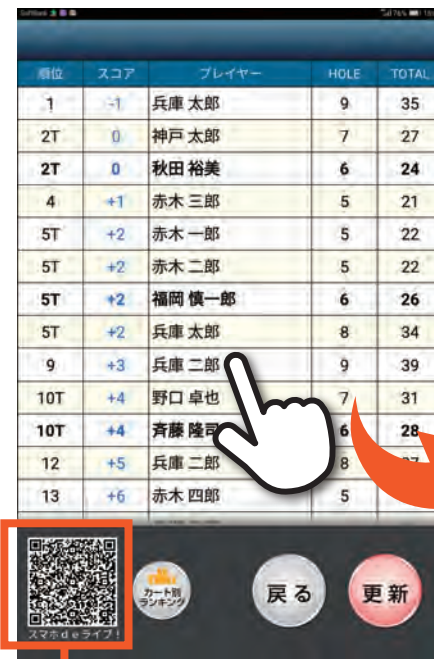 SoftBank
順位 スコア プレイヤー HOLE TOTAL
1 -1 兵庫 太郎 9 35
2T 0 神戸 太郎 7 27
2T 0 秋田 裕美 6 24
4 +1 赤木 三郎 5 21
5T +2 赤木 一郎 5 22
5T +2 赤木 二郎 5 22
5T +2 福岡 慎一郎 6 26
5T +2 兵庫 太郎 8 34
9 +3 兵庫 二郎 9 39
10T +4 野口 卓也 7 31
10T +4 斉藤 隆司 6 28
12 +5 兵庫 二郎 8
13 +6 赤木 四郎 5
カート別
ランキング
戻る
更新
スマホdeライブ!